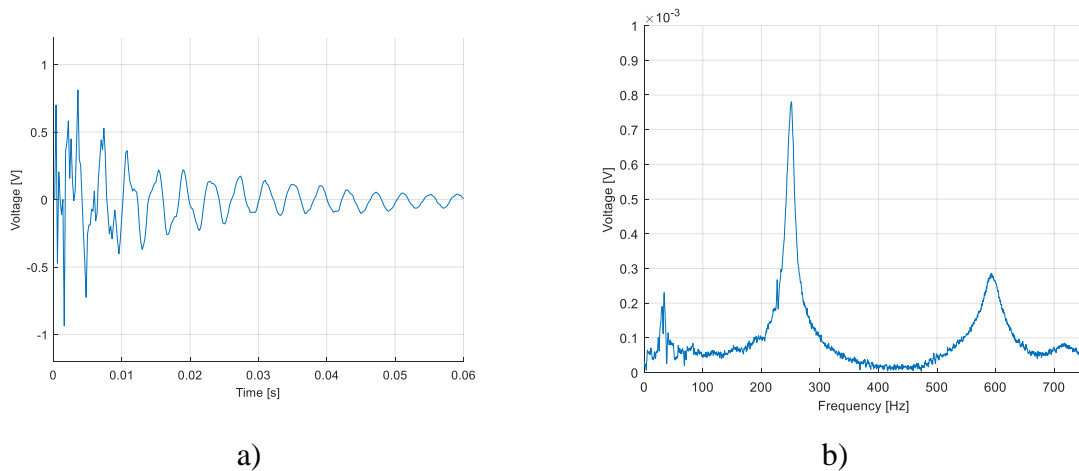 1
0.5
0
-0.5
-1
Voltage [V]
0 0.01 0.02 0.03 0.04 0.05 0.06
Time [s]
a)
×10⁻³
1
0.9
0.8
0.7
0.6
0.5
0.4
0.3
0.2
0.1
0
Voltage [V]
0 100 200 300 400 500 600 700
Frequency [Hz]
b)